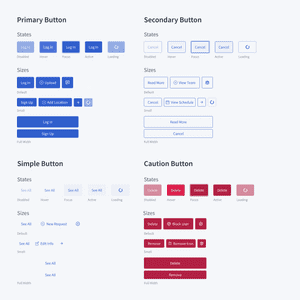 Primary Button
States
Log In Log In Log In Log In
Disabled Hover Focus Active Loading
Sizes
Log In Upload
Default
Sign Up Add Location
Small
Log In
Sign Up
Full Width
Secondary Button
States
Cancel Cancel Cancel Cancel
Disabled Hover Focus Active Loading
Sizes
Read More View Team
Default
Cancel View Schedule
Small
Read More
Cancel
Full Width
Simple Button
States
See All See All See All See All
Disabled Hover Focus Active Loading
Sizes
See All New Request
Default
See All Edit Info
Small
See All
See All
Full Width
Caution Button
States
Delete Delete Delete Delete
Disabled Hover Focus Active Loading
Sizes
Delete Block User
Default
Remove Remove Event
Small
Delete
Remove
Full Width